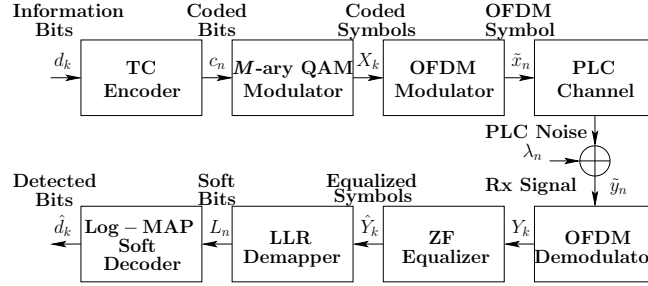 Information Bits
Coded Bits
Coded Symbols
OFDM Symbol
d_k
TC Encoder
c_n
M-ary QAM Modulator
X_k
OFDM Modulator
x̃_n
PLC Channel
PLC Noise
λ_n
Rx Signal
ỹ_n
Detected Bits
Soft Bits
Equalized Symbols
d̂_k
Log − MAP Soft Decoder
L_n
LLR Demapper
Ŷ_k
ZF Equalizer
Y_k
OFDM Demodulator